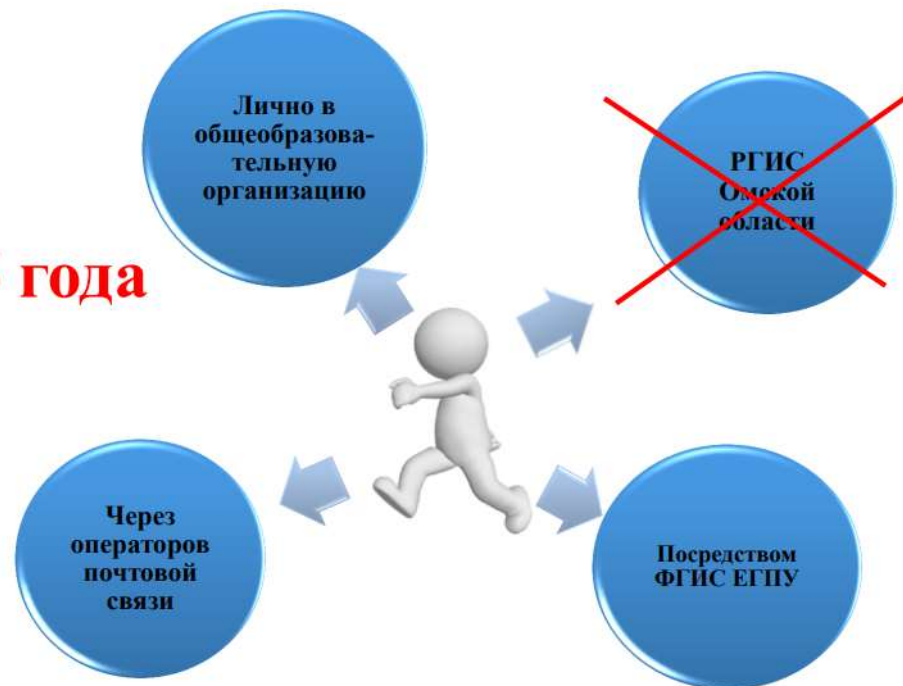 Лично в
общеобразова-
тельную
организацию
РГИС
Омской
области
года
Через
операторов
почтовой
связи
Посредством
ФГИС ЕГПУ